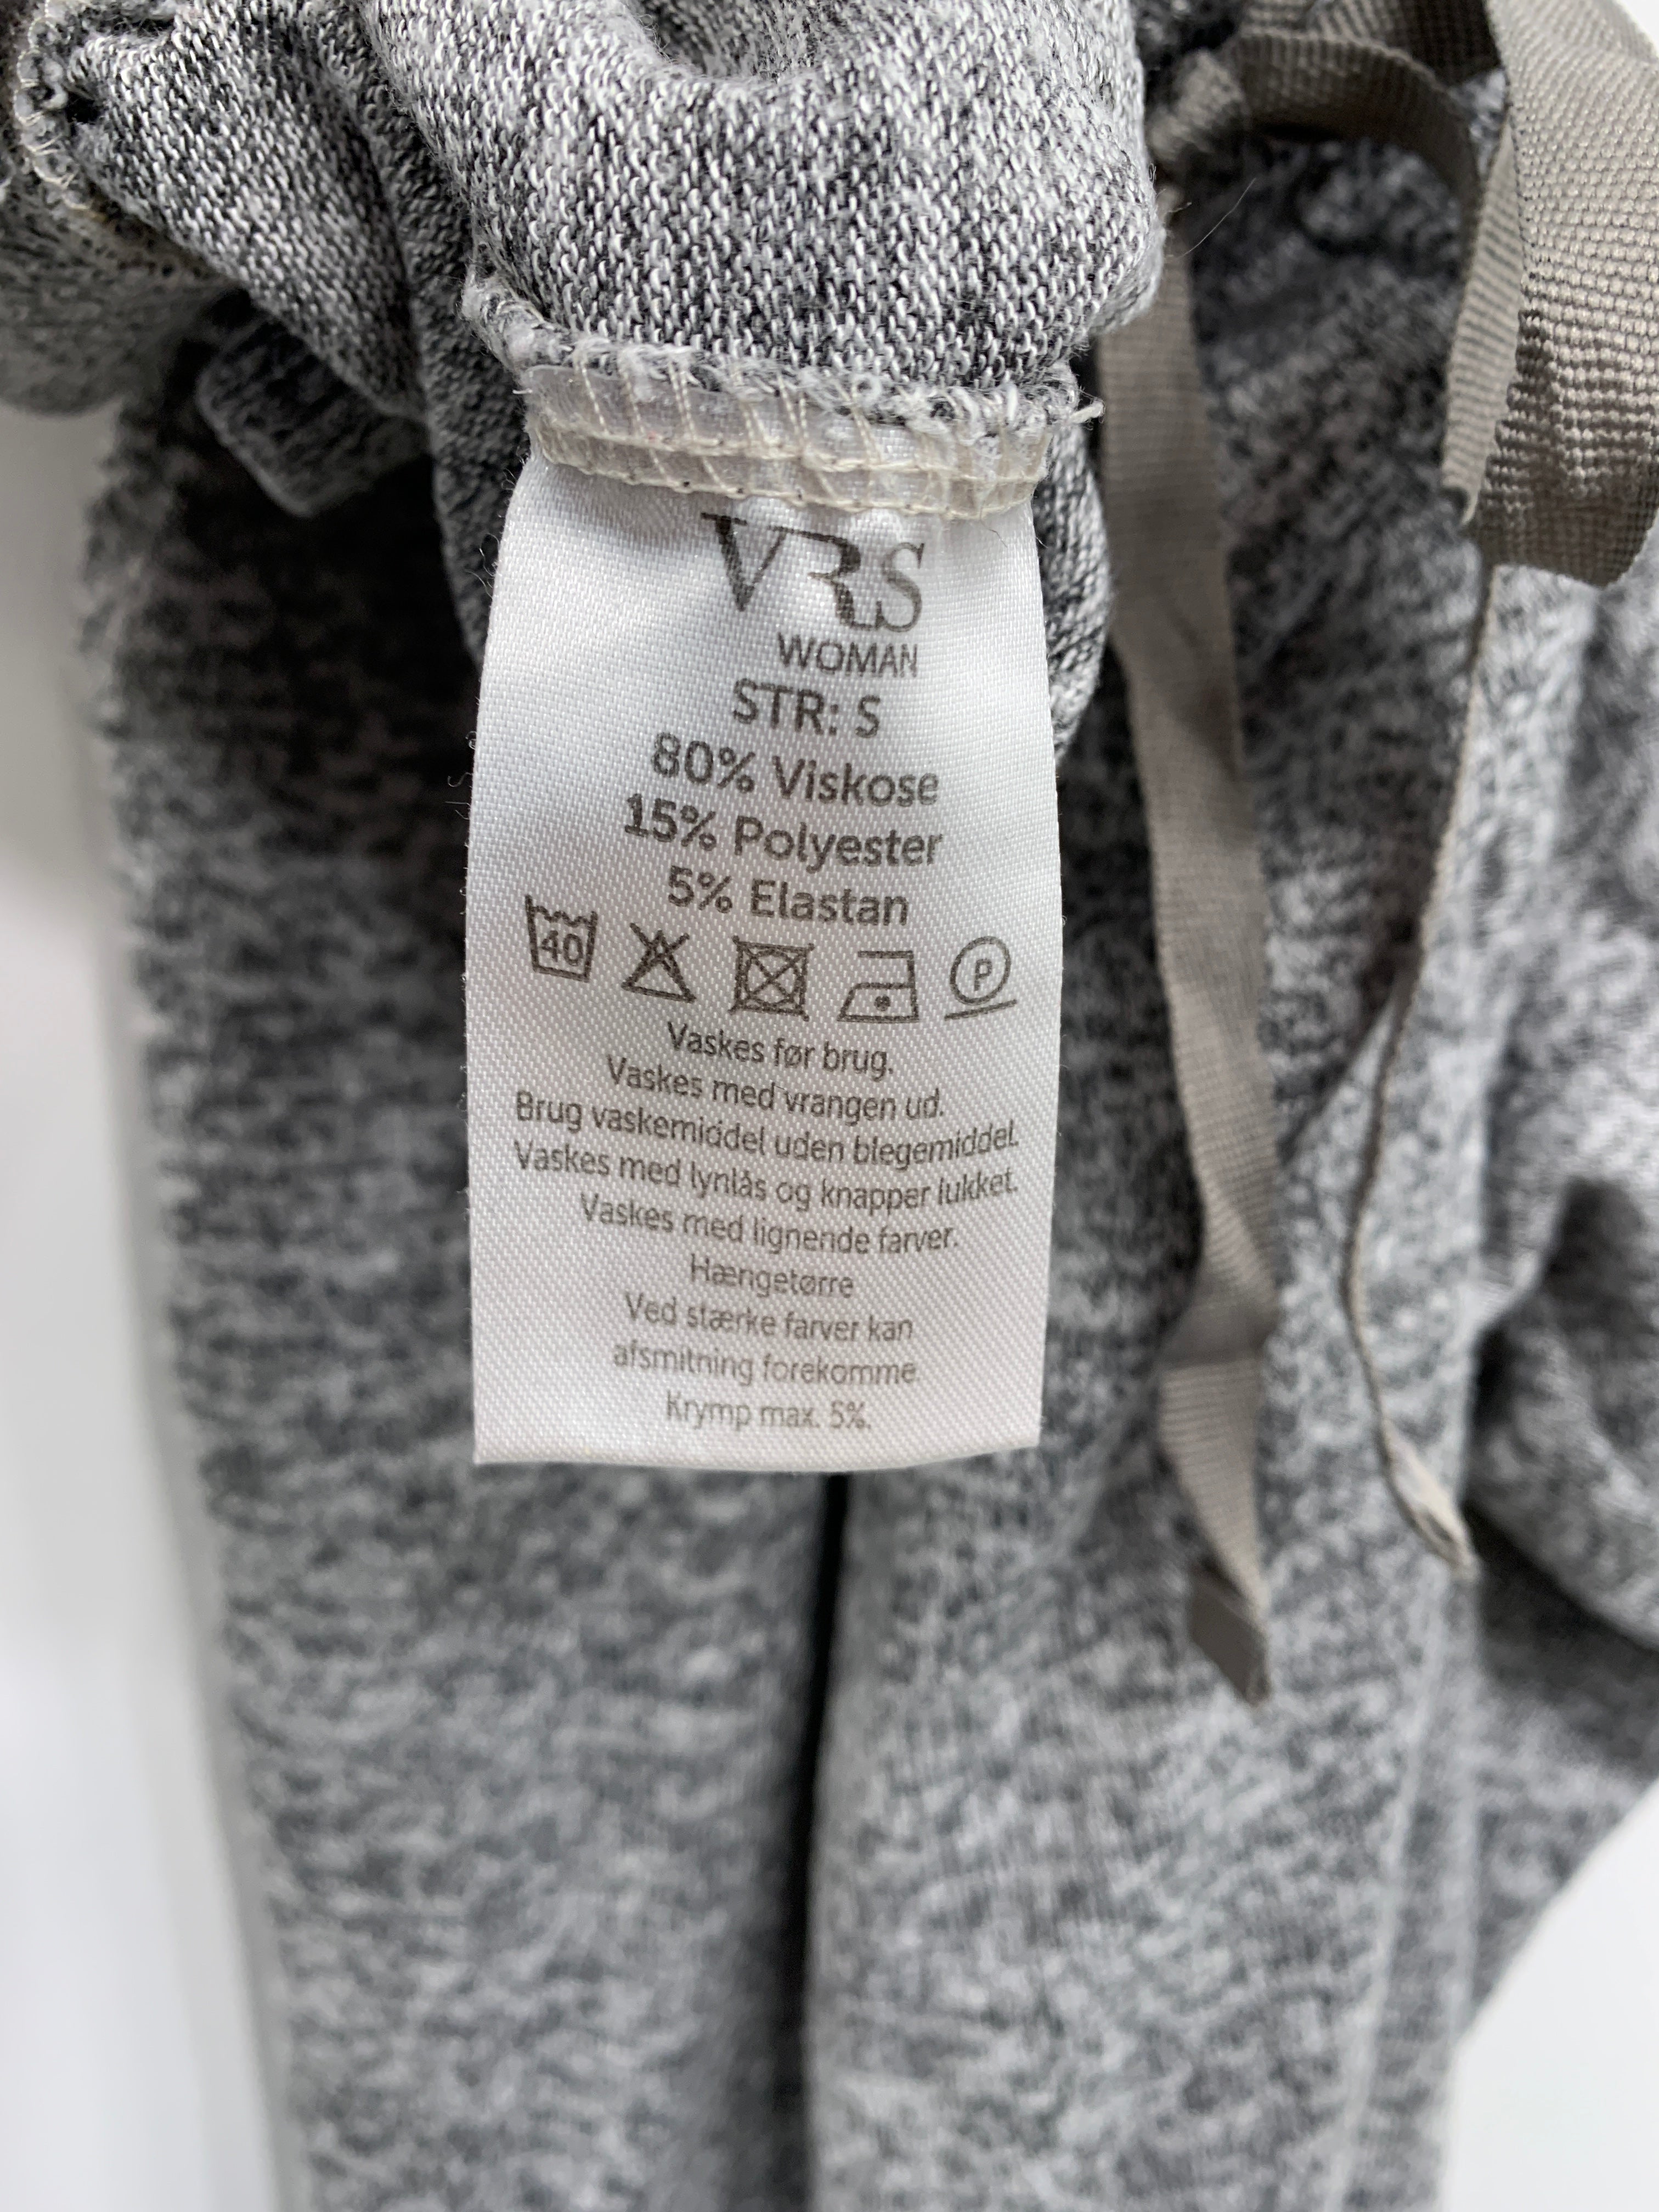 VRS
WOMAN
STR: S
80% Viskose
15% Polyester
5% Elastan
40 P
Vaskes før brug.
Vaskes med vrangen ud.
Brug vaskemiddel uden blegemiddel.
Vaskes med lynlås og knapper lukket.
Vaskes med lignende farver.
Hængetørre
Ved stærke farver kan
afsmitning forekomme.
Krymp max. 5%.